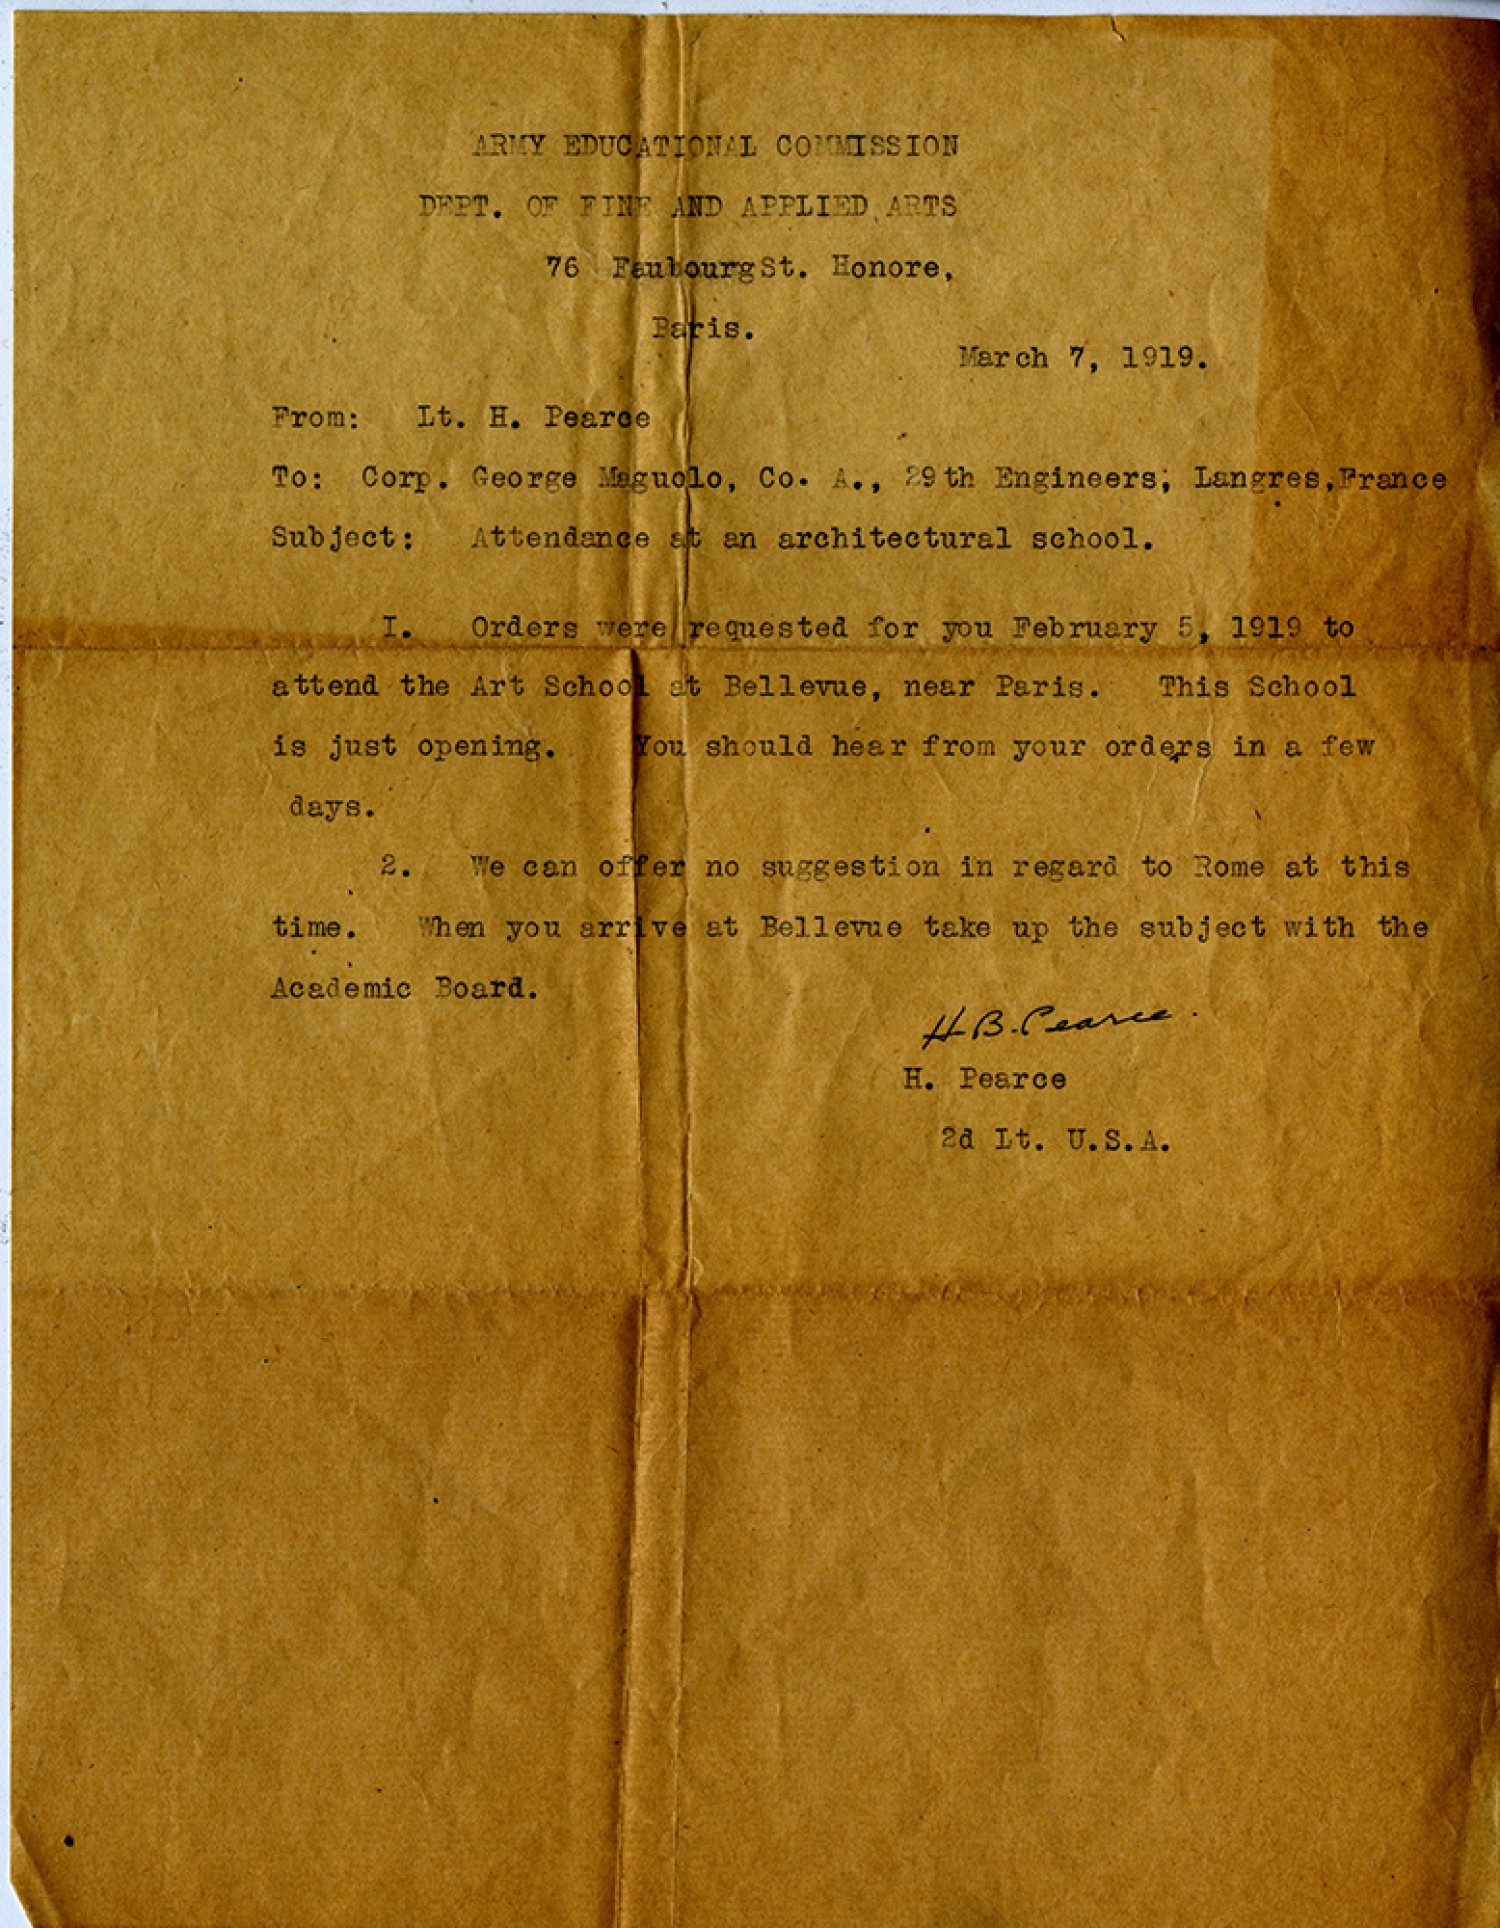 ARMY EDUCATIONAL COMMISSION
DEPT. OF FINE AND APPLIED ARTS
76 Faubourg St. Honore,
Paris.
March 7, 1919.
From: Lt. H. Pearce
To: Corp. George Maguolo, Co. A., 29th Engineers; Langres, France
Subject: Attendance at an architectural school.
I. Orders were requested for you February 5, 1919 to
attend the Art School at Bellevue, near Paris. This School
is just opening. You should hear from your orders in a few
days.
2. We can offer no suggestion in regard to Rome at this
time. When you arrive at Bellevue take up the subject with the
Academic Board.
H B. Pearce.
H. Pearce
2d Lt. U.S.A.